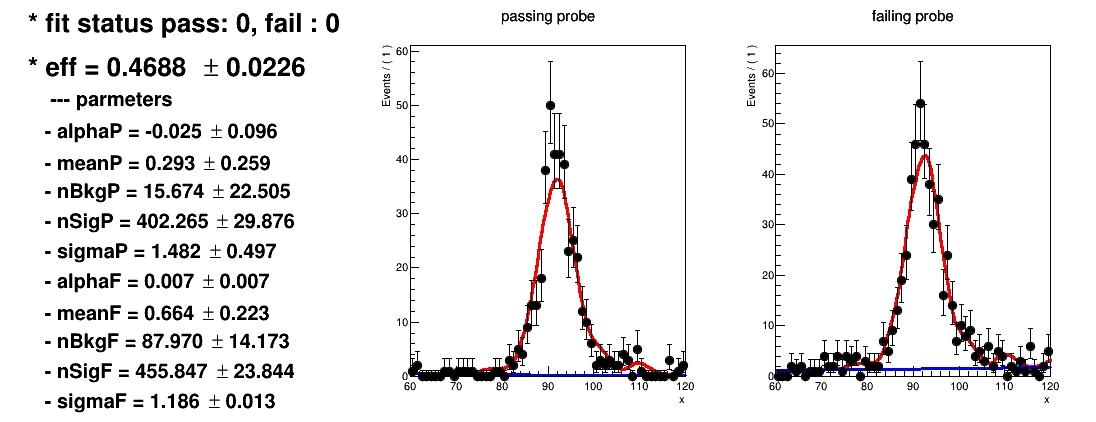 * fit status pass: 0, fail : 0
* eff = 0.4688 ± 0.0226
--- parmeters
- alphaP = -0.025 ± 0.096
- meanP = 0.293 ± 0.259
- nBkgP = 15.674 ± 22.505
- nSigP = 402.265 ± 29.876
- sigmaP = 1.482 ± 0.497
- alphaF = 0.007 ± 0.007
- meanF = 0.664 ± 0.223
- nBkgF = 87.970 ± 14.173
- nSigF = 455.847 ± 23.844
- sigmaF = 1.186 ± 0.013
passing probe
Events / ( 1 )
60
50
40
30
20
10
0
60 70 80 90 100 110 120
x
failing probe
Events / ( 1 )
60
50
40
30
20
10
0
60 70 80 90 100 110 120
x